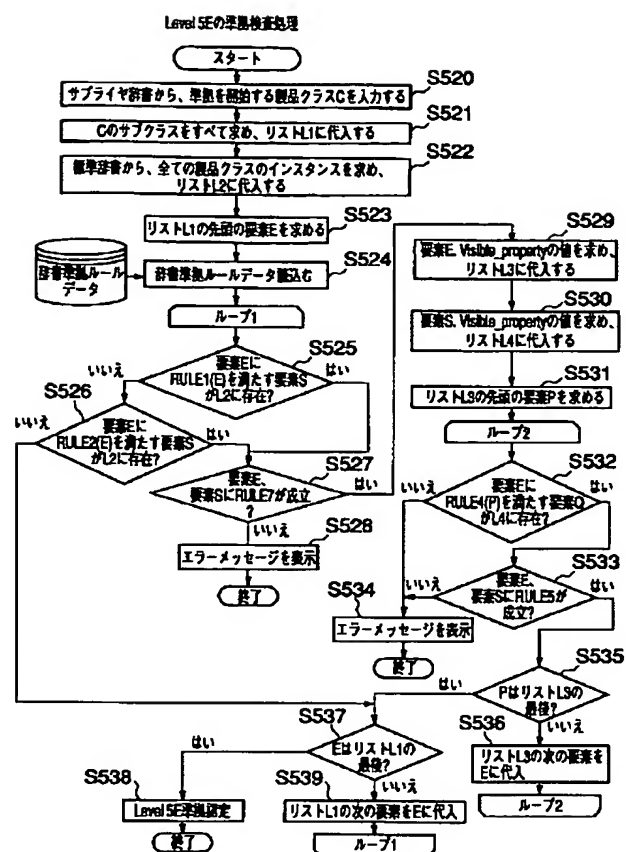 Level 5Eの準拠検査処理
スタート
S520
サプライヤ辞書から、準拠を開始する製品クラスCを入力する
S521
Cのサブクラスをすべて求め、リストL1に代入する
S522
標準辞書から、全ての製品クラスのインスタンスを求め、
リストL2に代入する
S523
リストL1の先頭の要素Eを求める
S524
辞書準拠ルール
データ
辞書準拠ルールデータ読込む
ループ1
S525
要素Eに
RULE1(E)を満たす要素S
がL2に存在?
いいえ
はい
S526
要素Eに
RULE2(E)を満たす要素S
がL2に存在?
いいえ
はい
S527
要素E、
要素SにRULE7が成立
?
はい
いいえ
S528
エラーメッセージを表示
終了
S529
要素E. Visible_propertyの値を求め、
リストL3に代入する
S530
要素S. Visible_propertyの値を求め、
リストL4に代入する
S531
リストL3の先頭の要素Pを求める
ループ2
S532
要素Eに
RULE4(P)を満たす要素Q
がL4に存在?
いいえ
はい
S533
要素E、
要素SにRULE5が
成立?
いいえ
はい
S534
エラーメッセージを表示
終了
S535
PはリストL3の
最後?
はい
いいえ
S536
リストL3の次の要素を
Eに代入
ループ2
S537
EはリストL1の
最後?
はい
いいえ
S538
Level 5E準拠認定
終了
S539
リストL1の次の要素をEに代入
ループ1